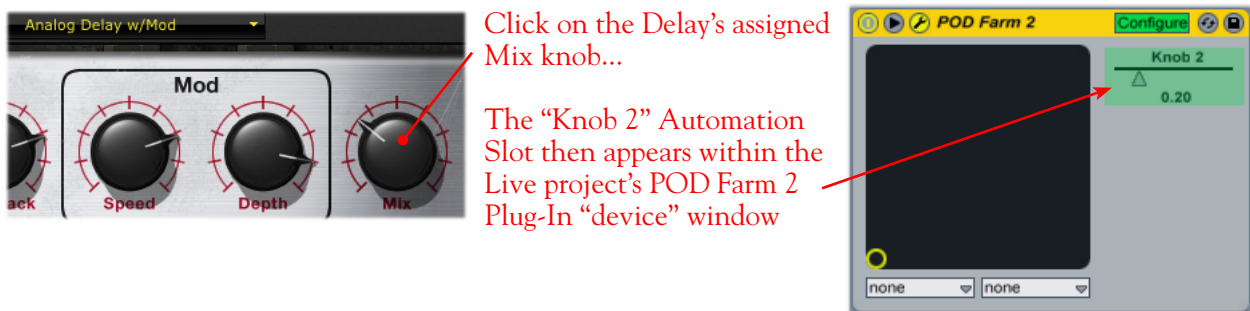 Analog Delay w/Mod
Mod
ack
Speed
Depth
Mix
Click on the Delay’s assigned
Mix knob...
The “Knob 2” Automation
Slot then appears within the
Live project’s POD Farm 2
Plug-In “device” window
POD Farm 2
Configure
Knob 2
0.20
none
none